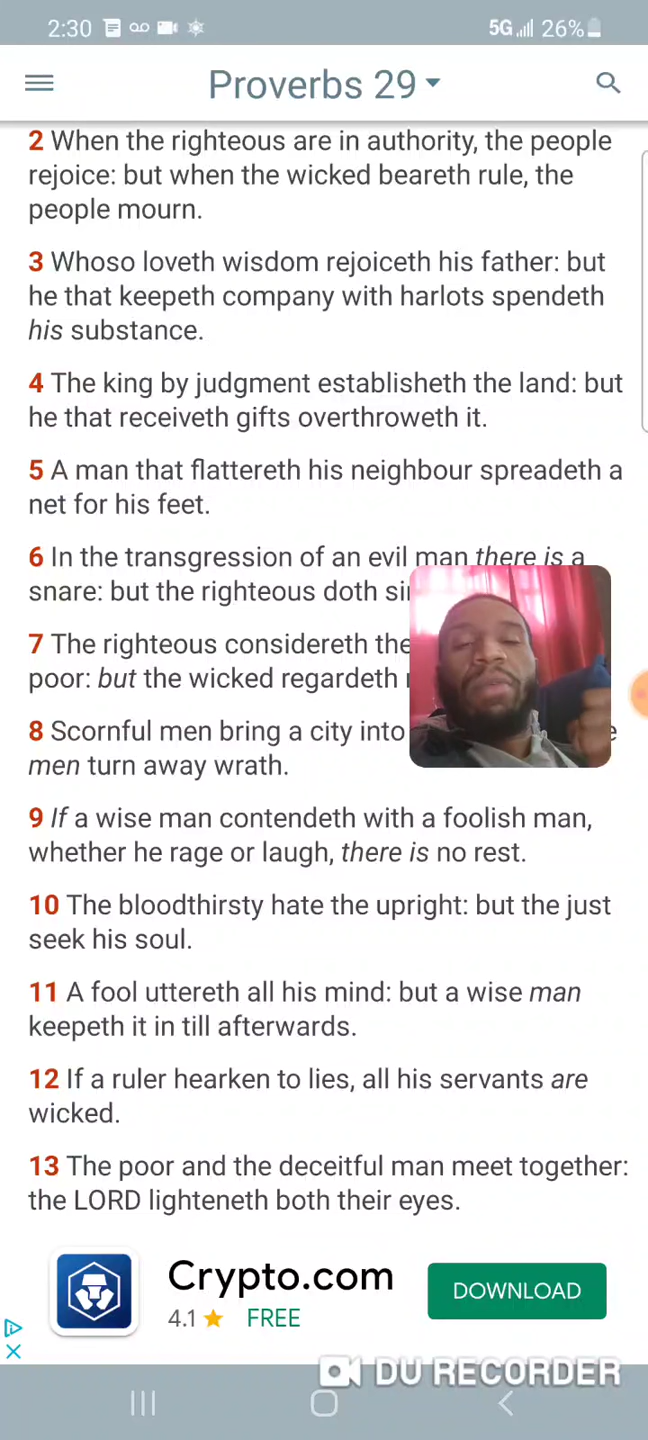 2:30
5G 26%
Proverbs 29
2 When the righteous are in authority, the people
rejoice: but when the wicked beareth rule, the
people mourn.
3 Whoso loveth wisdom rejoiceth his father: but
he that keepeth company with harlots spendeth
his substance.
4 The king by judgment establisheth the land: but
he that receiveth gifts overthroweth it.
5 A man that flattereth his neighbour spreadeth a
net for his feet.
6 In the transgression of an evil man there is a
snare: but the righteous doth
7 The righteous considereth the
poor: but the wicked regardeth
8 Scornful men bring a city into
men turn away wrath.
9 If a wise man contendeth with a foolish man,
whether he rage or laugh, there is no rest.
10 The bloodthirsty hate the upright: but the just
seek his soul.
11 A fool uttereth all his mind: but a wise man
keepeth it in till afterwards.
12 If a ruler hearken to lies, all his servants are
wicked.
13 The poor and the deceitful man meet together:
the LORD lighteneth both their eyes.
Crypto.com
DOWNLOAD
4.1 FREE
DU RECORDER